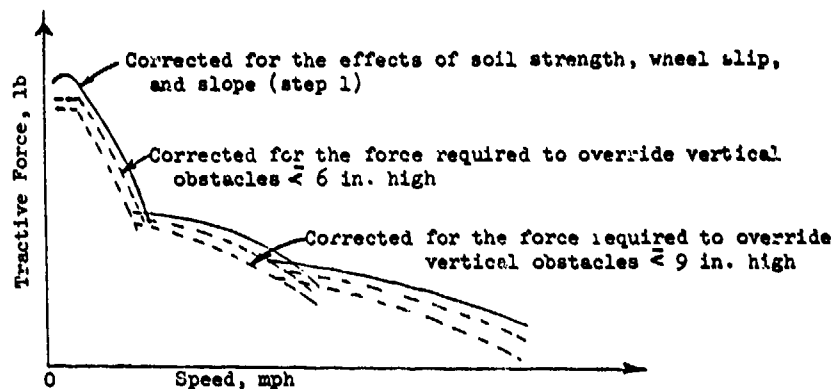 Tractive Force, lb
Corrected for the effects of soil strength, wheel slip,
and slope (step 1)
Corrected for the force required to override vertical
obstacles ≤ 6 in. high
Corrected for the force required to override
vertical obstacles ≤ 9 in. high
0
Speed, mph